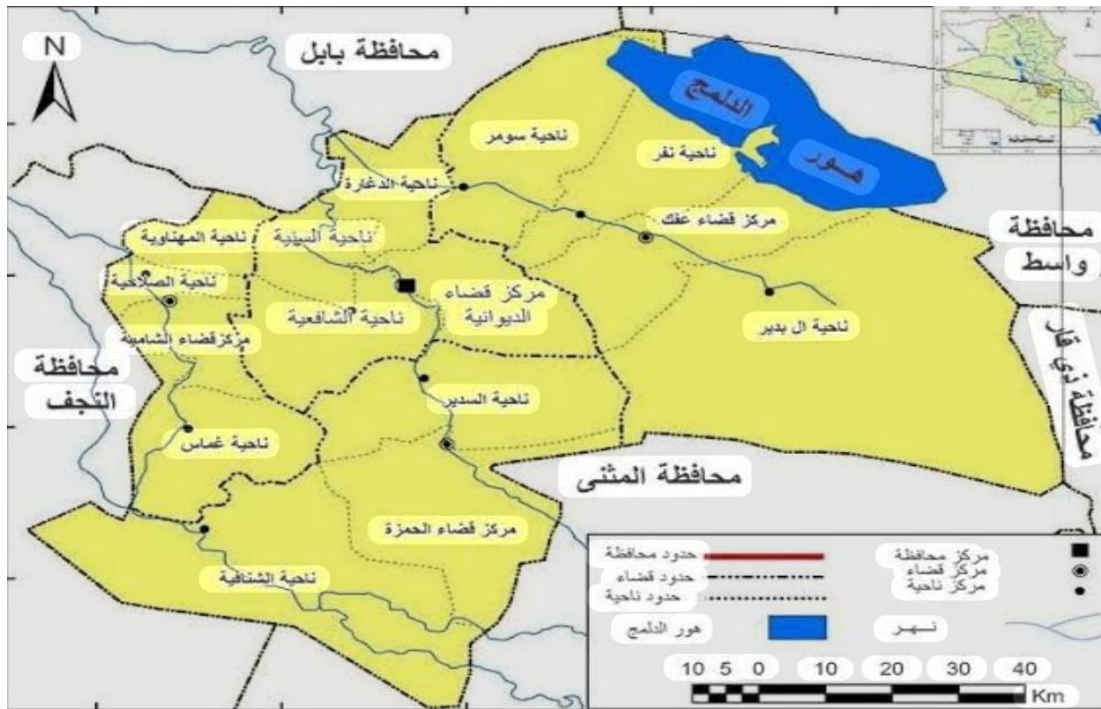 N
محافظة بابل
الدلمج
هور
ناحية سومر
ناحية نفر
ناحية الدغارة
مركز قضاء عفك
ناحية المهناوية
ناحية السنية
محافظة
واسط
ناحية الصلاحية
مركز قضاء
الديوانية
ناحية الشافعية
ناحية ال بدير
مركزقضاء الشامية
محافظة ذي قار
محافظة
النجف
ناحية السدير
ناحية غماس
محافظة المثنى
مركز قضاء الحمزة
ناحية الشنافية
مركز محافظة
حدود محافظة
مركز قضاء
حدود قضاء
مركز ناحية
حدود ناحية
نـــهـــر
هور الدلمج
10 5 0 10 20 30 40
Km